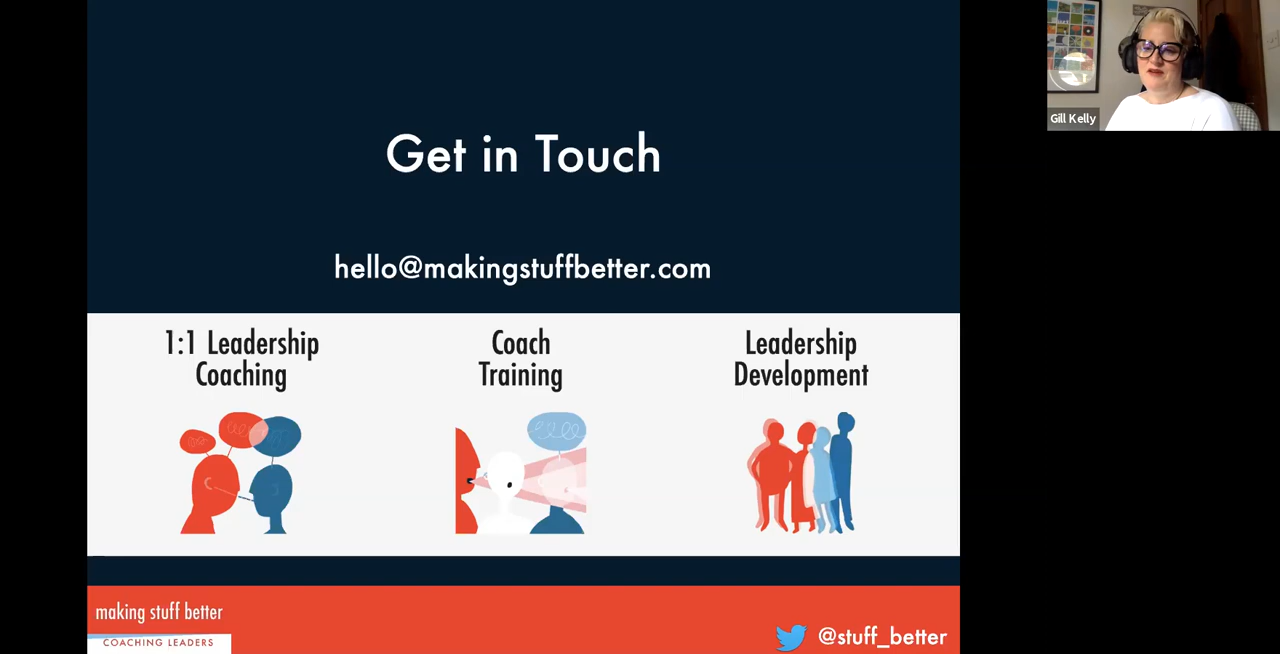 Get in Touch
hello@makingstuffbetter.com
1:1 Leadership
Coaching
Coach
Training
Leadership
Development
making stuff better
COACHING LEADERS
@stuff_better
Gill Kelly